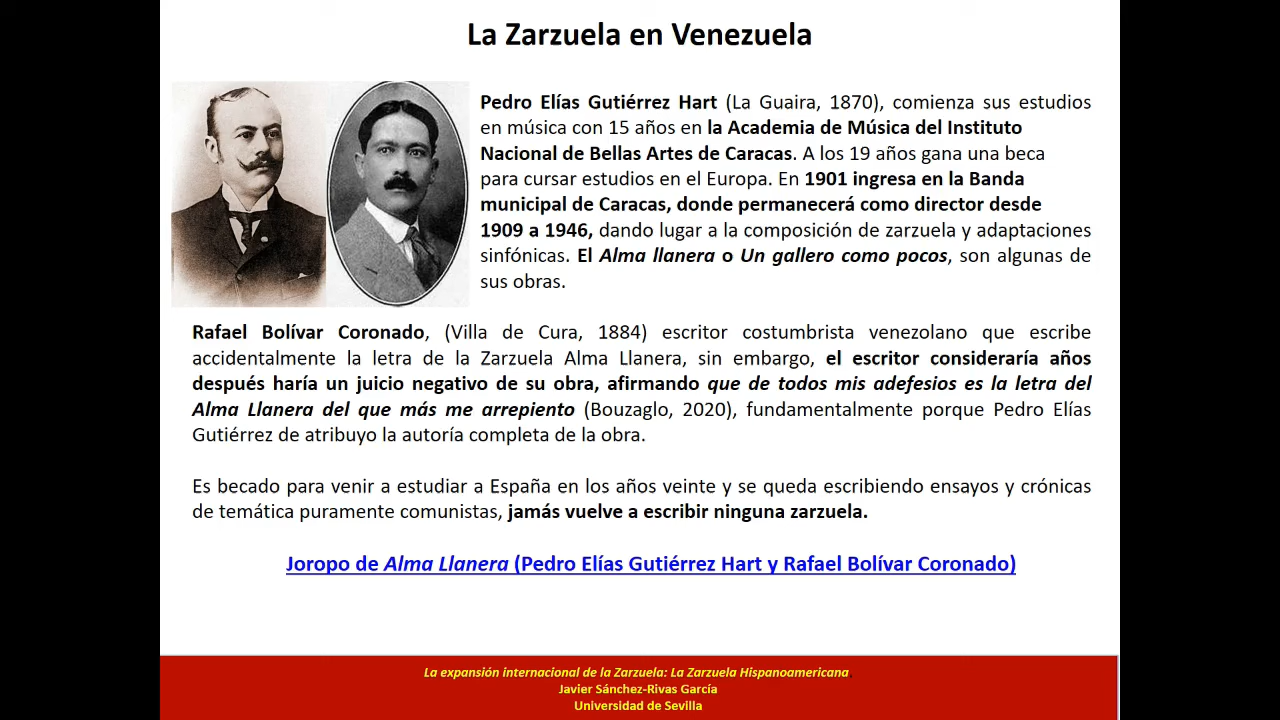 La Zarzuela en Venezuela
Pedro Elías Gutiérrez Hart (La Guaira, 1870), comienza sus estudios
en música con 15 años en la Academia de Música del Instituto
Nacional de Bellas Artes de Caracas. A los 19 años gana una beca
para cursar estudios en el Europa. En 1901 ingresa en la Banda
municipal de Caracas, donde permanecerá como director desde
1909 a 1946, dando lugar a la composición de zarzuela y adaptaciones
sinfónicas. El Alma llanera o Un gallero como pocos, son algunas de
sus obras.
Rafael Bolívar Coronado, (Villa de Cura, 1884) escritor costumbrista venezolano que escribe
accidentalmente la letra de la Zarzuela Alma Llanera, sin embargo, el escritor consideraría años
después haría un juicio negativo de su obra, afirmando que de todos mis adefesios es la letra del
Alma Llanera del que más me arrepiento (Bouzaglo, 2020), fundamentalmente porque Pedro Elías
Gutiérrez de atribuyo la autoría completa de la obra.
Es becado para venir a estudiar a España en los años veinte y se queda escribiendo ensayos y crónicas
de temática puramente comunistas, jamás vuelve a escribir ninguna zarzuela.
Joropo de Alma Llanera (Pedro Elías Gutiérrez Hart y Rafael Bolívar Coronado)
La expansión internacional de la Zarzuela: La Zarzuela Hispanoamericana
Javier Sánchez-Rivas García
Universidad de Sevilla